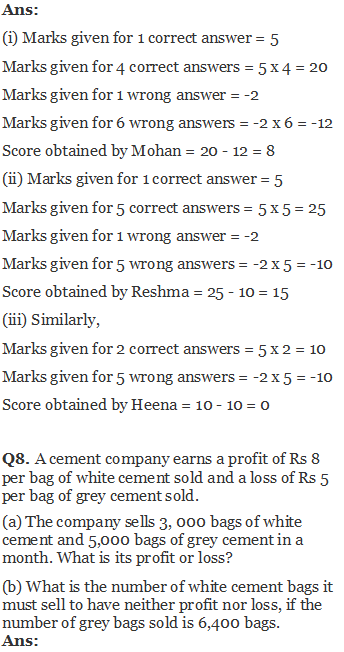 Ans:
(i) Marks given for 1 correct answer = 5
Marks given for 4 correct answers = 5 x 4 = 20
Marks given for 1 wrong answer = -2
Marks given for 6 wrong answers = -2 x 6 = -12
Score obtained by Mohan = 20 - 12 = 8
(ii) Marks given for 1 correct answer = 5
Marks given for 5 correct answers = 5 x 5 = 25
Marks given for 1 wrong answer = -2
Marks given for 5 wrong answers = -2 x 5 = -10
Score obtained by Reshma = 25 - 10 = 15
(iii) Similarly,
Marks given for 2 correct answers = 5 x 2 = 10
Marks given for 5 wrong answers = -2 x 5 = -10
Score obtained by Heena = 10 - 10 = 0
Q8. A cement company earns a profit of Rs 8
per bag of white cement sold and a loss of Rs 5
per bag of grey cement sold.
(a) The company sells 3, 000 bags of white
cement and 5,000 bags of grey cement in a
month. What is its profit or loss?
(b) What is the number of white cement bags it
must sell to have neither profit nor loss, if the
number of grey bags sold is 6,400 bags.
Ans: